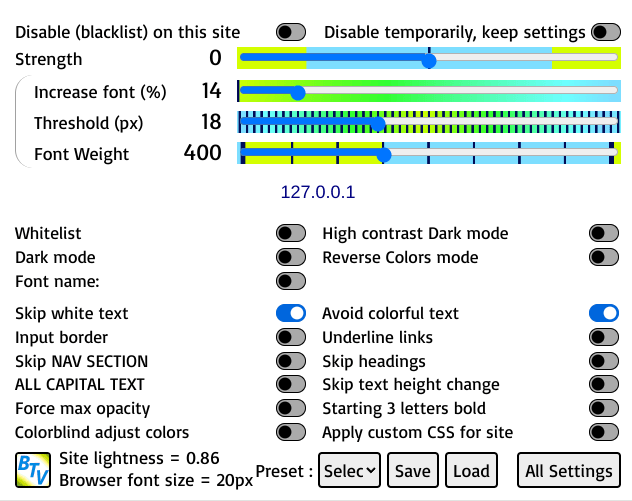 Disable (blacklist) on this site Disable temporarily, keep settings
Strength 0
Increase font (%) 14
Threshold (px) 18
Font Weight 400
127.0.0.1
Whitelist High contrast Dark mode
Dark mode Reverse Colors mode
Font name:
Skip white text Avoid colorful text
Input border Underline links
Skip NAV SECTION Skip headings
ALL CAPITAL TEXT Skip text height change
Force max opacity Starting 3 letters bold
Colorblind adjust colors Apply custom CSS for site
BTV Site lightness = 0.86
Browser font size = 20px Preset : Selec Save Load All Settings